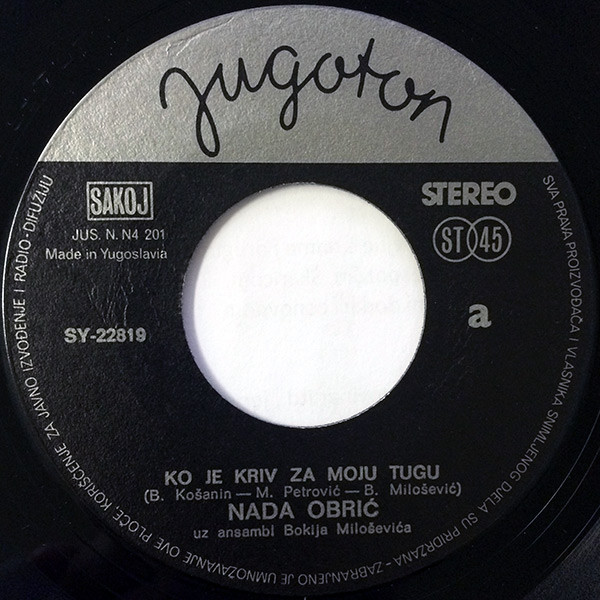 jugoton
SAKOJ
JUS. N. N4 201
Made in Yugoslavia
STEREO
ST 45
SY-22819
a
KO JE KRIV ZA MOJU TUGU
(B. Košanin — M. Petrović — B. Milošević)
NADA OBRIĆ
uz ansambl Bokija Miloševića
SVA PRAVA PROIZVOĐAČA I VLASNIKA SNIMLJENOG DJELA SU PRIDRŽANA - ZABRANJENO JE UMNOŽAVANJE OVE PLOČE, KORIŠĆENJE ZA JAVNO IZVOĐENJE I RADIO-DIFUZIJU